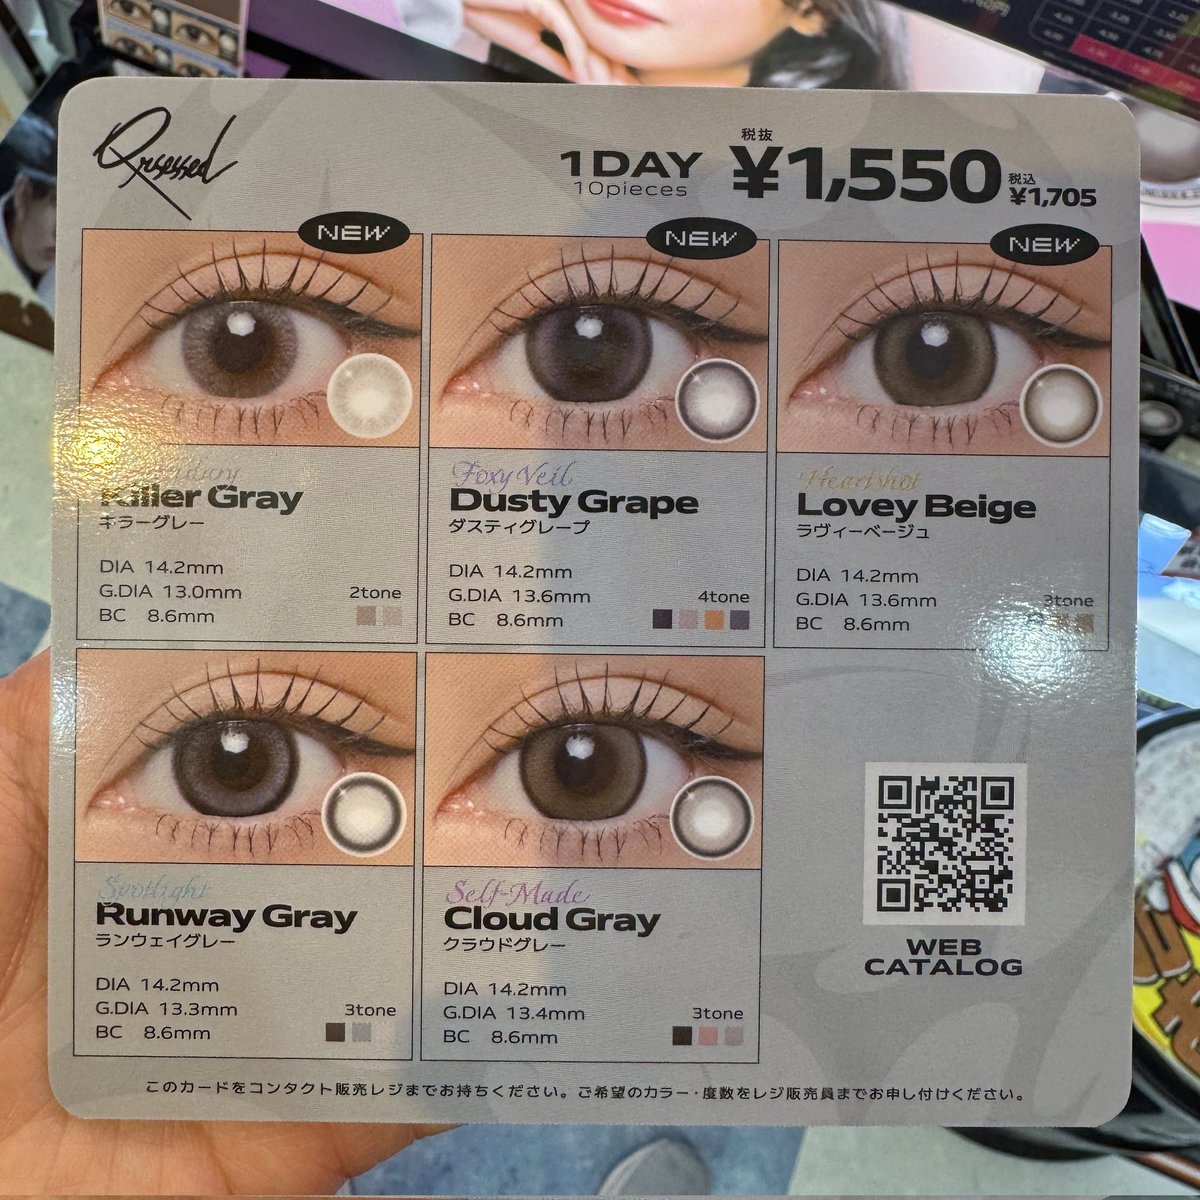 Qrsessed
1DAY
10pieces
税抜
¥1,550
税込
¥1,705
NEW
NEW
NEW
Killer Gray
キラーグレー
DIA 14.2mm
G.DIA 13.0mm
BC 8.6mm
2tone
Foxy Veil
Dusty Grape
ダスティグレープ
DIA 14.2mm
G.DIA 13.6mm
BC 8.6mm
4tone
Heartshot
Lovey Beige
ラヴィーベージュ
DIA 14.2mm
G.DIA 13.6mm
BC 8.6mm
3tone
Spotlight
Runway Gray
ランウェイグレー
DIA 14.2mm
G.DIA 13.3mm
BC 8.6mm
3tone
Self-Made
Cloud Gray
クラウドグレー
DIA 14.2mm
G.DIA 13.4mm
BC 8.6mm
3tone
WEB
CATALOG
このカードをコンタクト販売レジまでお持ちください。ご希望のカラー・度数をレジ販売員までお申し付けください。